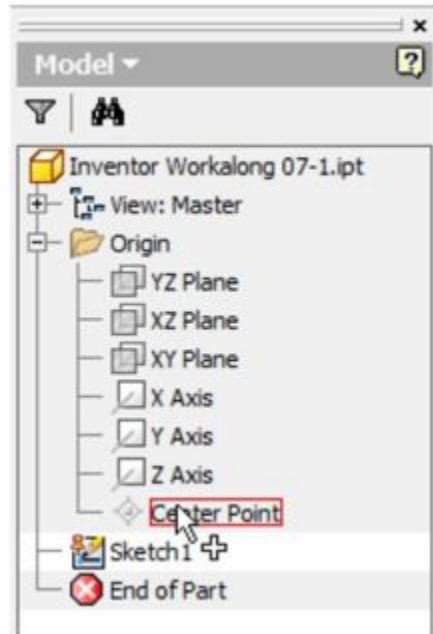 Model
Inventor Workalong 07-1.ipt
View: Master
Origin
YZ Plane
XZ Plane
XY Plane
X Axis
Y Axis
Z Axis
Center Point
Sketch1
End of Part